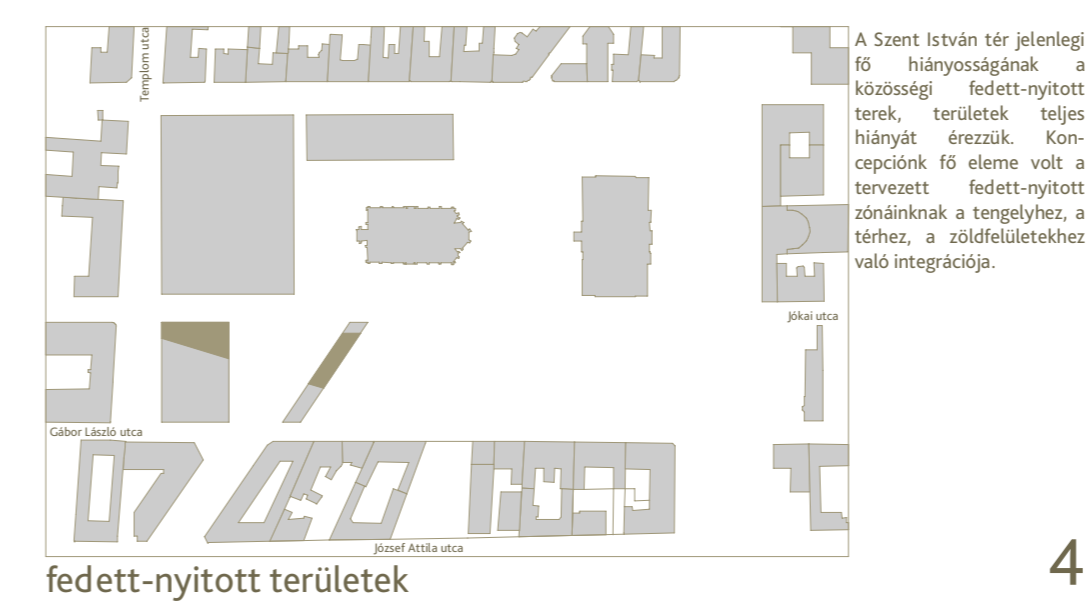 Templom utca
A Szent István tér jelenlegi
fő hiányosságának a
közösségi fedett-nyitott
terek, területek teljes
hiányát érezzük. Kon-
cepciónk fő eleme volt a
tervezett fedett-nyitott
zónáinknak a tengelyhez, a
térhez, a zöldfelületekhez
való integrációja.
Jókai utca
Gábor László utca
József Attila utca
fedett-nyitott területek
4